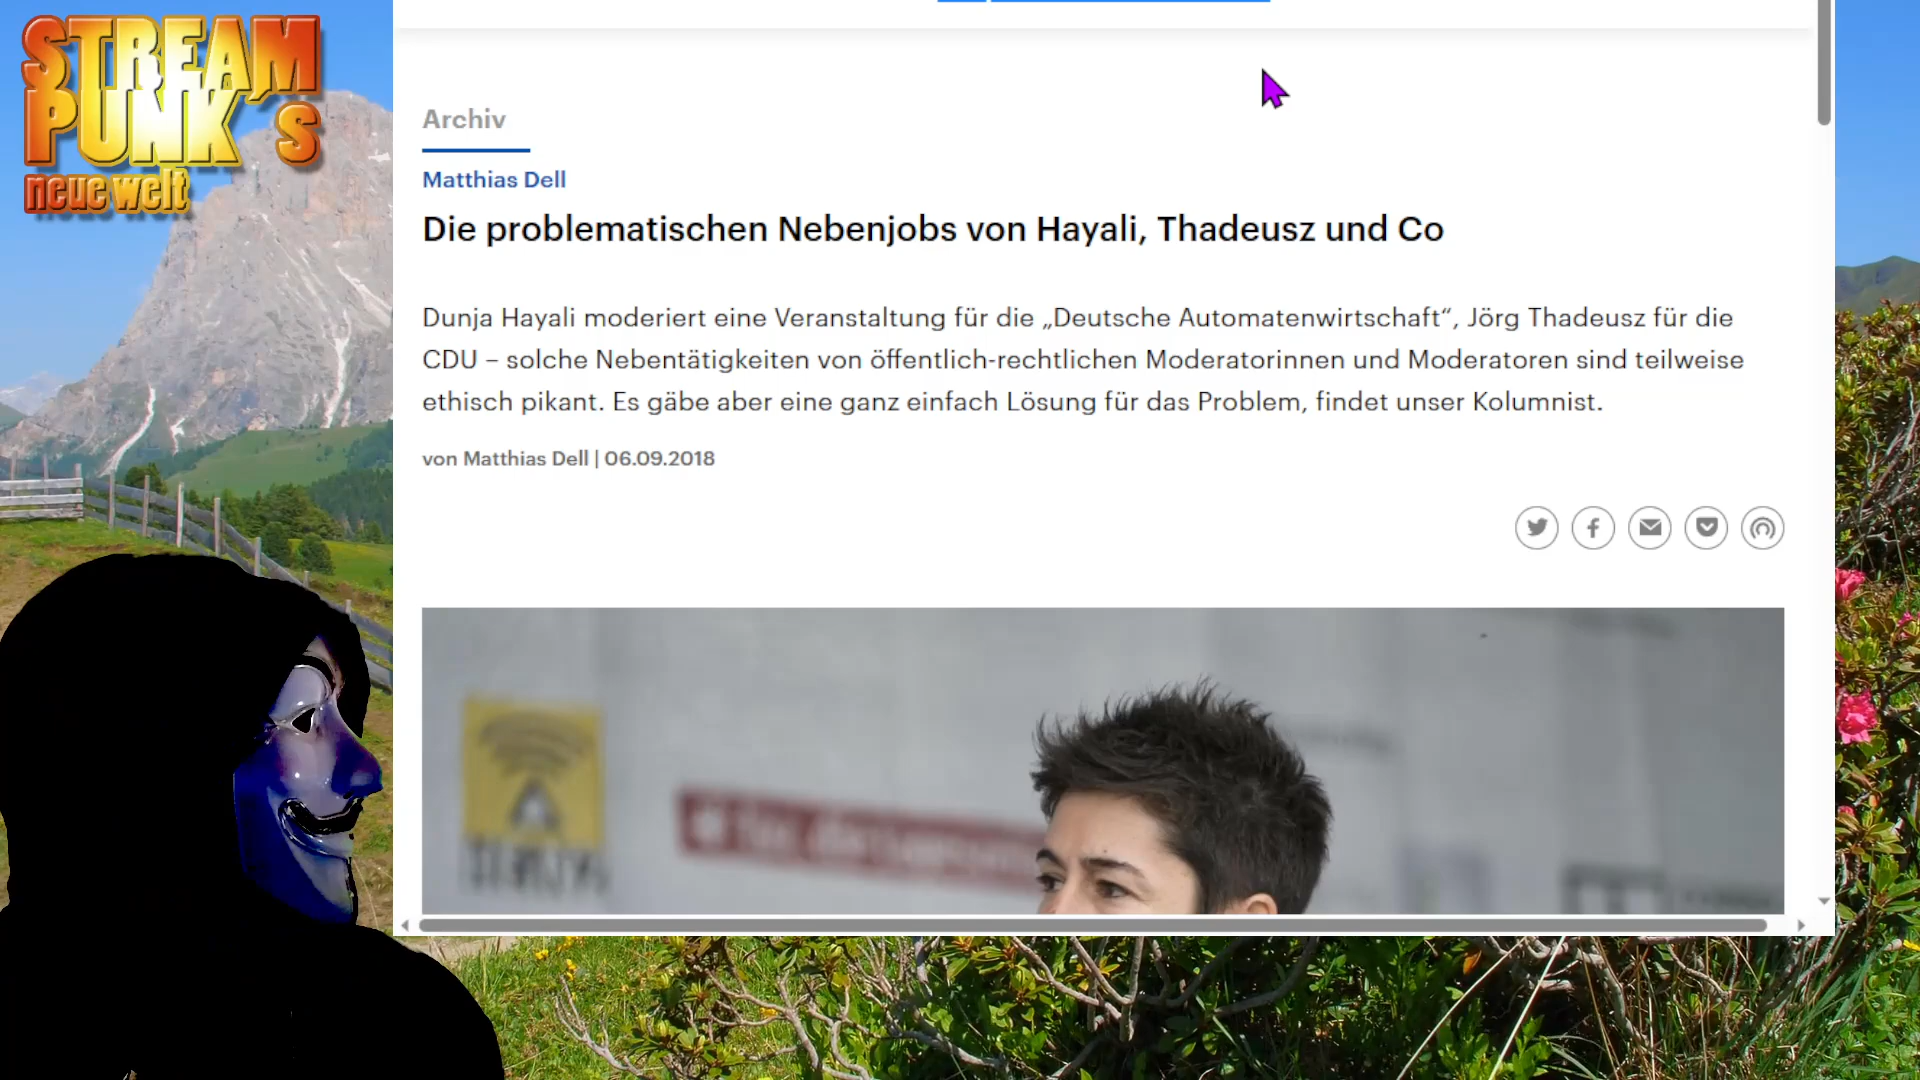 STREAM
PUNK´S
neue welt
Archiv
Matthias Dell
Die problematischen Nebenjobs von Hayali, Thadeusz und Co
Dunja Hayali moderiert eine Veranstaltung für die „Deutsche Automatenwirtschaft“, Jörg Thadeusz für die
CDU – solche Nebentätigkeiten von öffentlich-rechtlichen Moderatorinnen und Moderatoren sind teilweise
ethisch pikant. Es gäbe aber eine ganz einfach Lösung für das Problem, findet unser Kolumnist.
von Matthias Dell | 06.09.2018